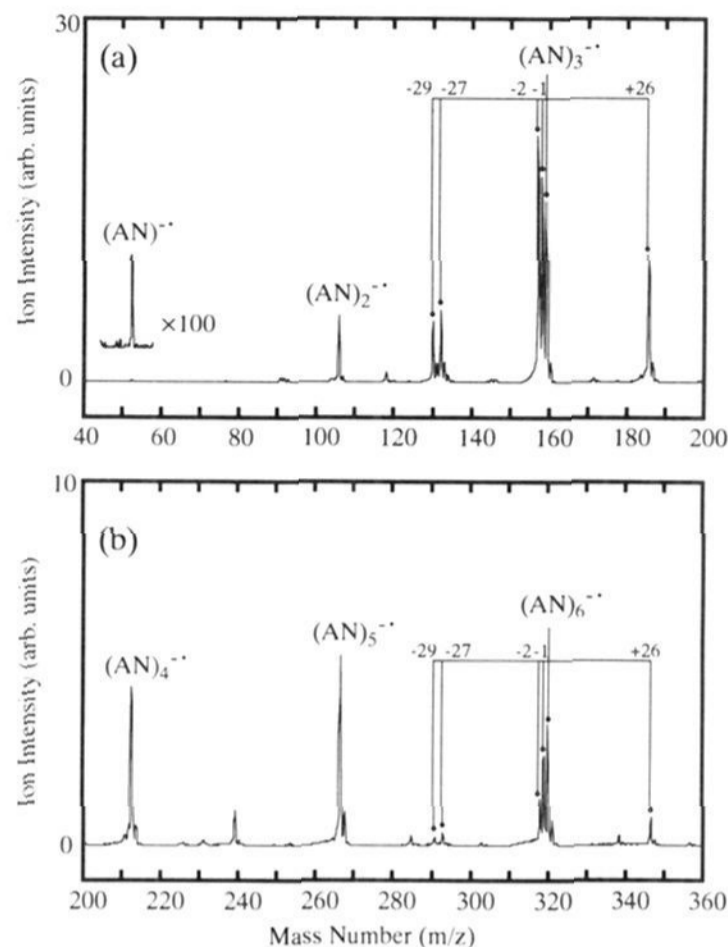 30
(a)
(AN)₃⁻•
-29 -27 -2 -1 +26
Ion Intensity (arb. units)
(AN)⁻•
(AN)₂⁻•
×100
0
40 60 80 100 120 140 160 180 200
10
(b)
(AN)₆⁻•
(AN)₅⁻•
-29 -27 -2 -1 +26
(AN)₄⁻•
Ion Intensity (arb. units)
0
200 220 240 260 280 300 320 340 360
Mass Number (m/z)